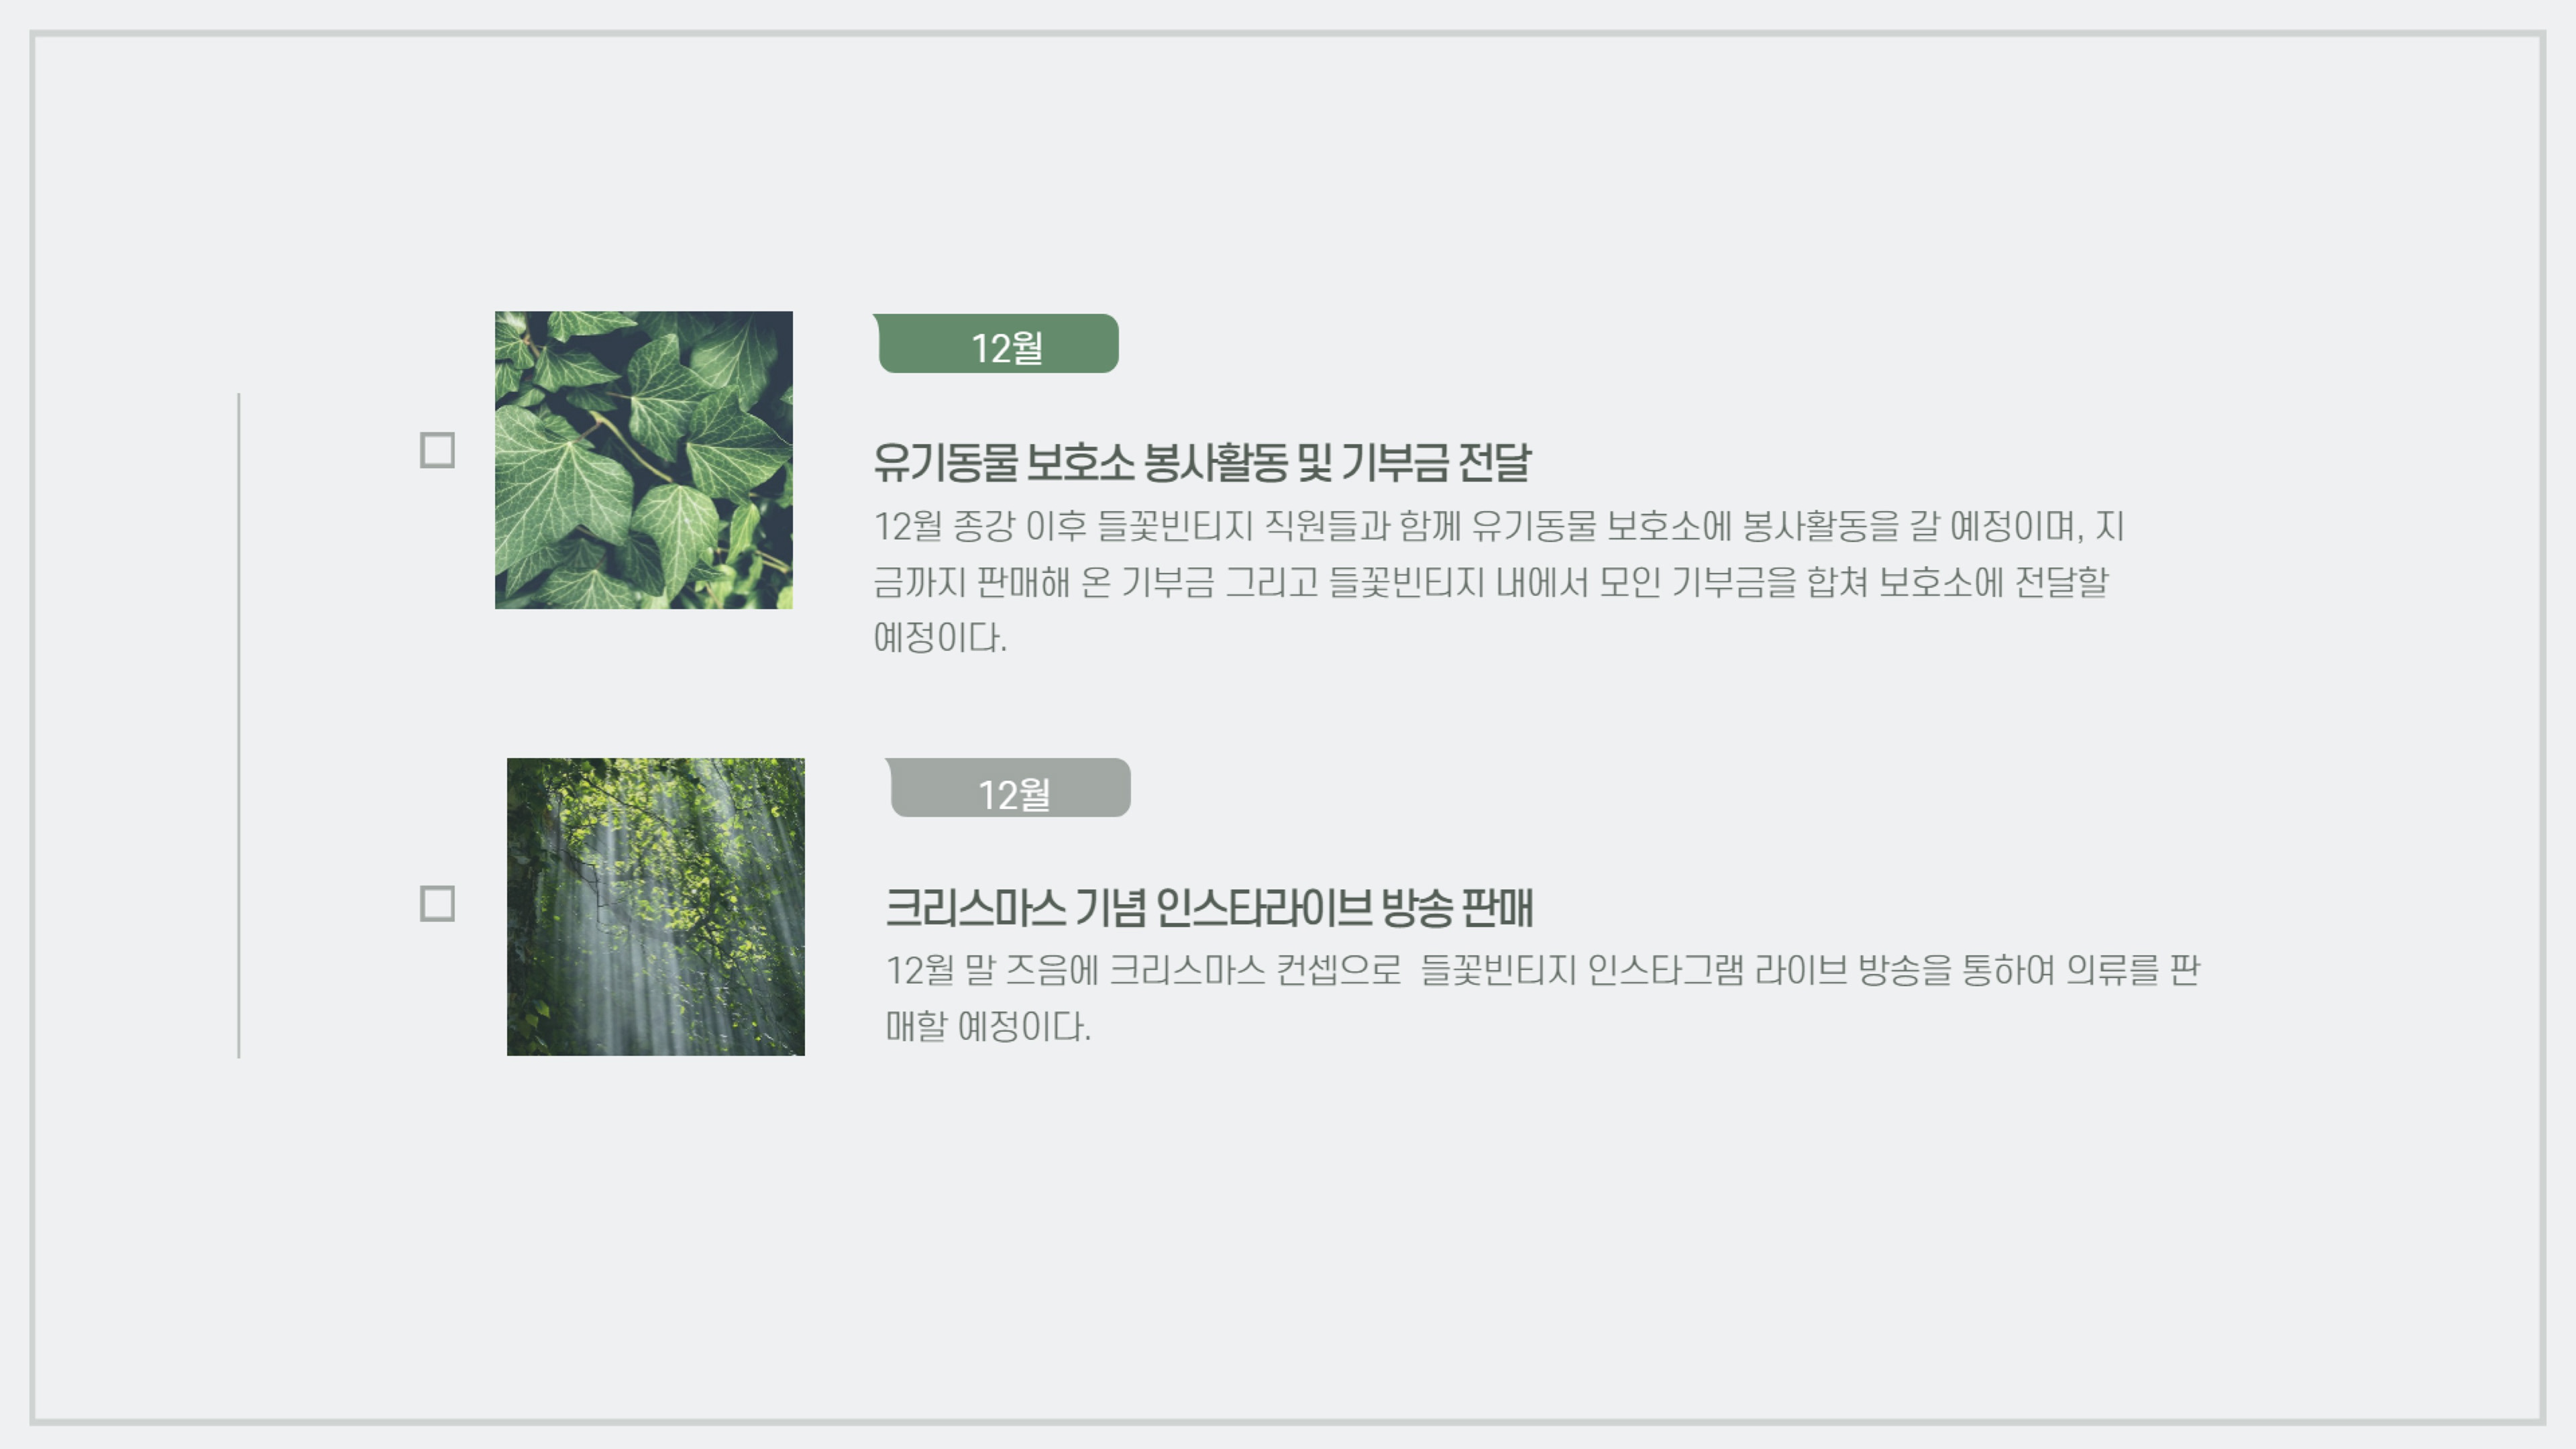 12월
유기동물 보호소 봉사활동 및 기부금 전달
12월 종강 이후 들꽃빈티지 직원들과 함께 유기동물 보호소에 봉사활동을 갈 예정이며, 지
금까지 판매해 온 기부금 그리고 들꽃빈티지 내에서 모인 기부금을 합쳐 보호소에 전달할
예정이다.
12월
크리스마스 기념 인스타라이브 방송 판매
12월 말 즈음에 크리스마스 컨셉으로  들꽃빈티지 인스타그램 라이브 방송을 통하여 의류를 판
매할 예정이다.